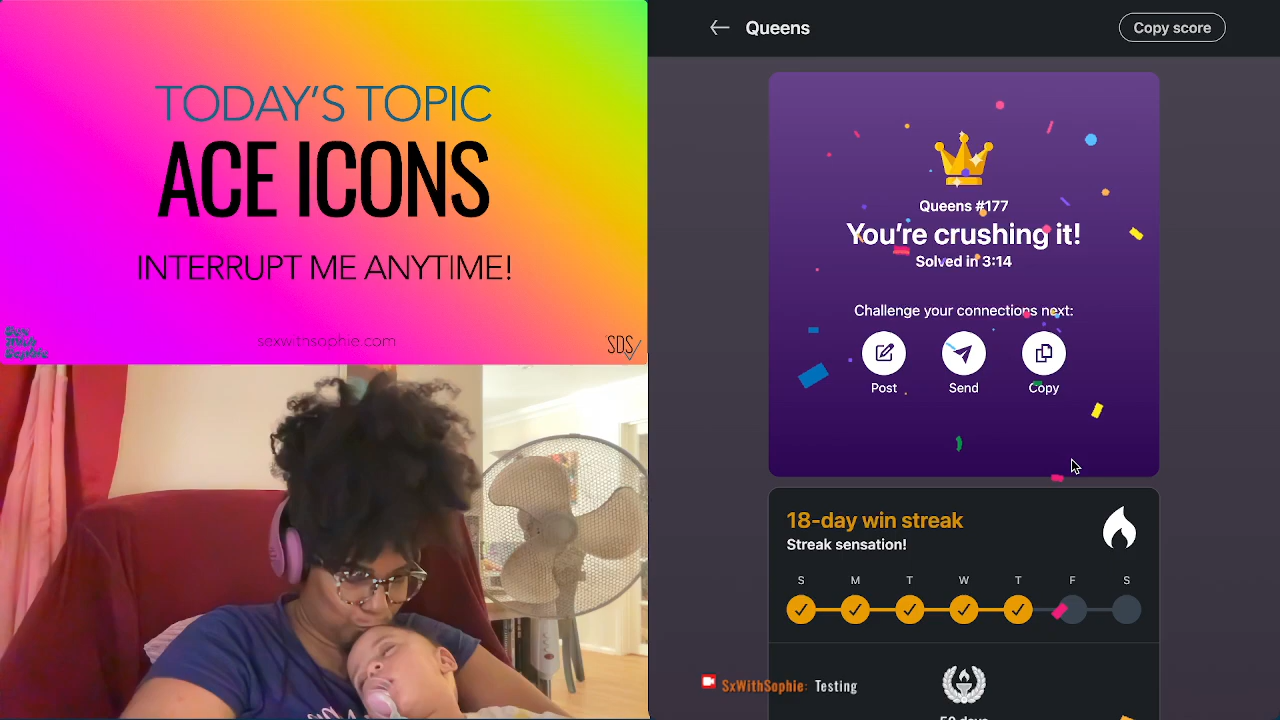 TODAY'S TOPIC
ACE ICONS
INTERRUPT ME ANYTIME!
Sexwithsophie.com
SDS
Queens
Copy score
Queens #177
You're crushing it!
Solved in 3:14
Challenge your connections next:
Post
Send
Copy
18-day win streak
Streak sensation!
S M T W T F S
SxWithSophie: Testing